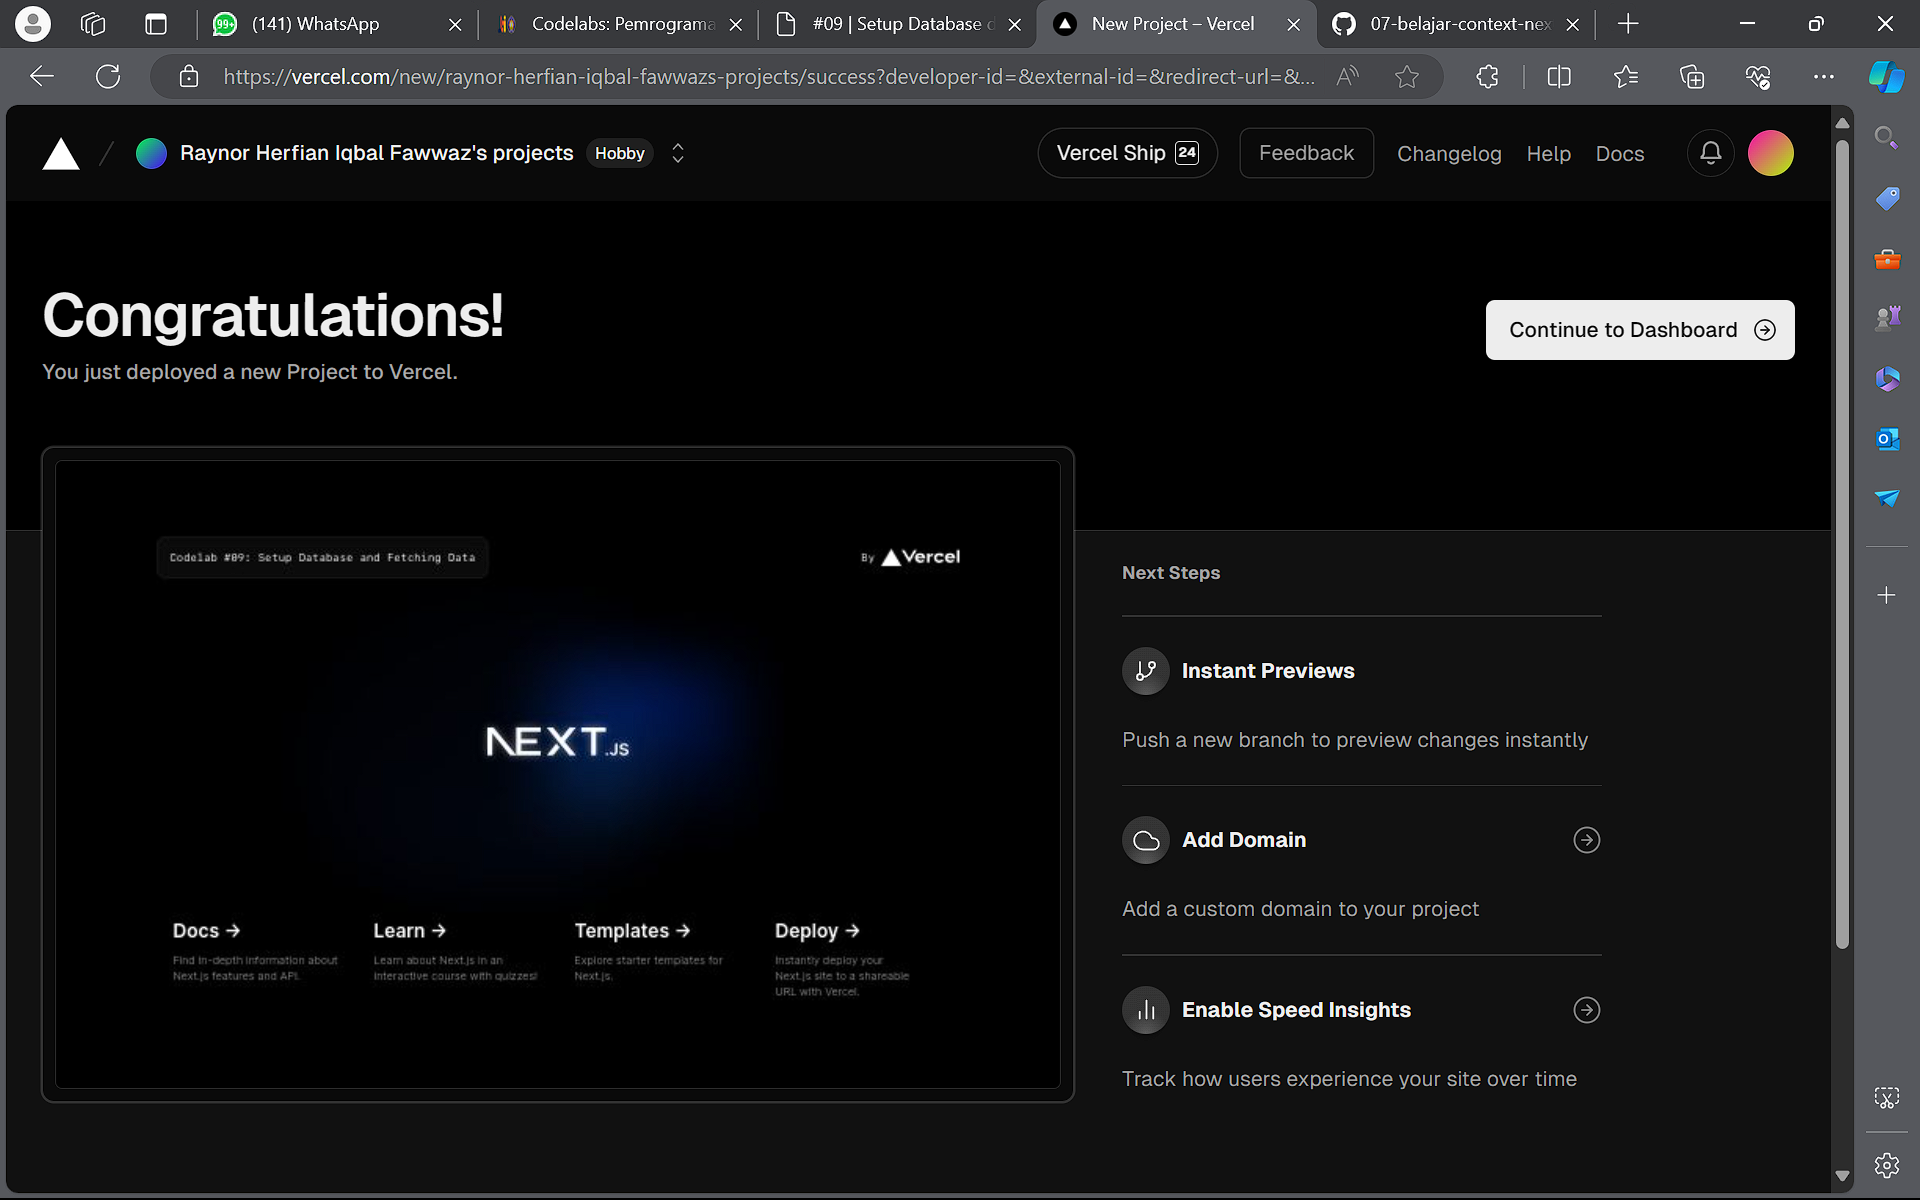 (141) WhatsApp
Codelabs: Pemrograma
#09 | Setup Database d
New Project – Vercel
07-belajar-context-nex
https://vercel.com/new/raynor-herfian-iqbal-fawwazs-projects/success?developer-id=&external-id=&redirect-url=&...
Raynor Herfian Iqbal Fawwaz's projects
Hobby
Vercel Ship 24
Feedback
Changelog
Help
Docs
Congratulations!
You just deployed a new Project to Vercel.
Continue to Dashboard
Codelab #09: Setup Database and Fetching Data
By Vercel
NEXT.JS
Docs →
Find in-depth information about
Next.js features and API.
Learn →
Learn about Next.js in an
interactive course with quizzes!
Templates →
Explore starter templates for
Next.js.
Deploy →
Instantly deploy your
Next.js site to a shareable
URL with Vercel.
Next Steps
Instant Previews
Push a new branch to preview changes instantly
Add Domain
Add a custom domain to your project
Enable Speed Insights
Track how users experience your site over time